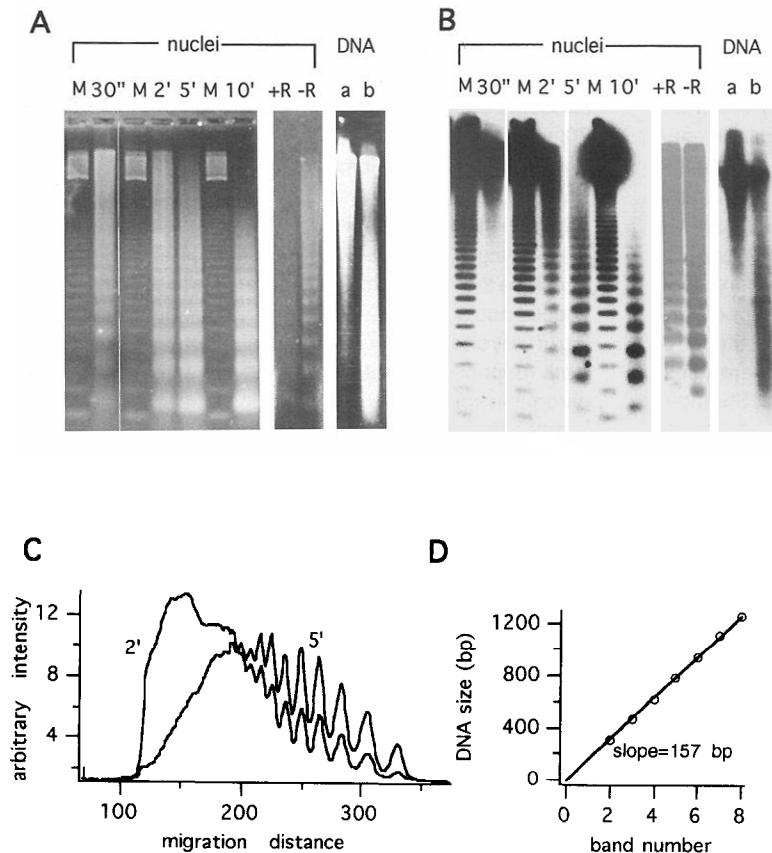 A
nuclei
DNA
M 30" M 2' 5' M 10' +R -R a b
B
nuclei
DNA
M 30" M 2' 5' M 10' +R -R a b
C
arbitrary intensity
12
8
4
2'
5'
100 200 300
migration distance
D
DNA size (bp)
1200
800
400
0
slope=157 bp
0 2 4 6 8
band number